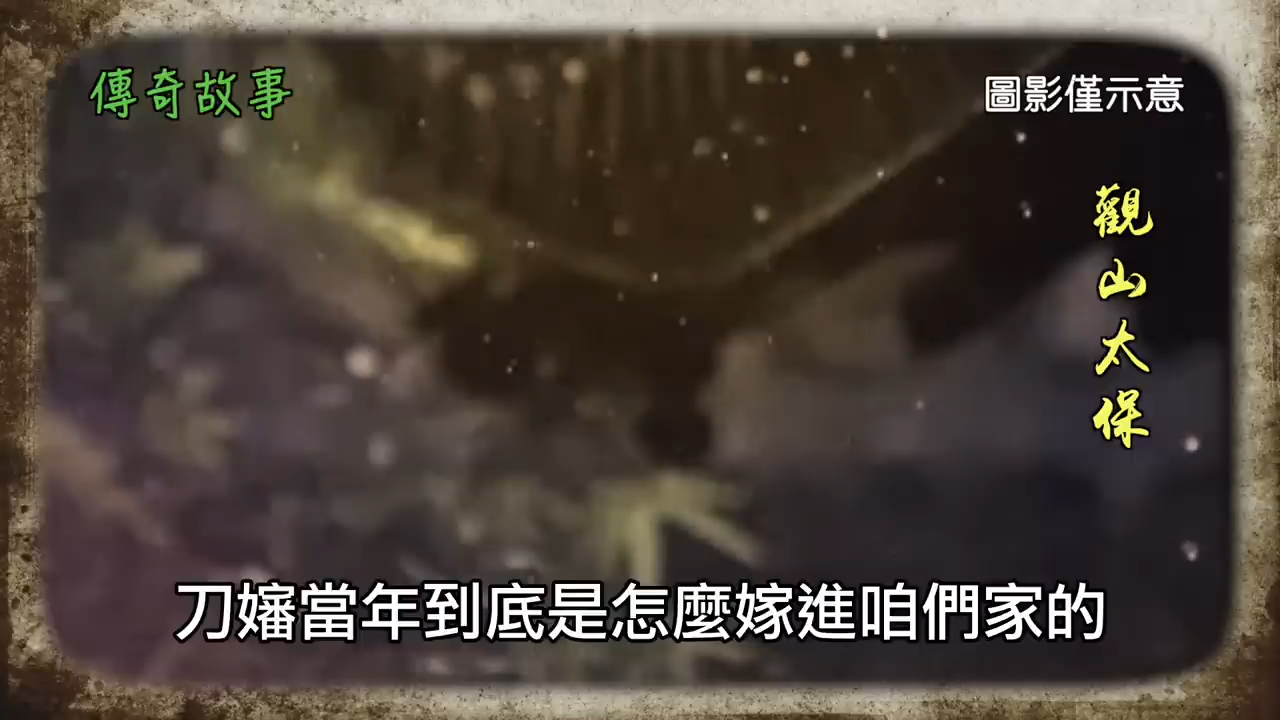 傳奇故事
圖影僅示意
觀山太保
刀嬸當年到底是怎麼嫁進咱們家的